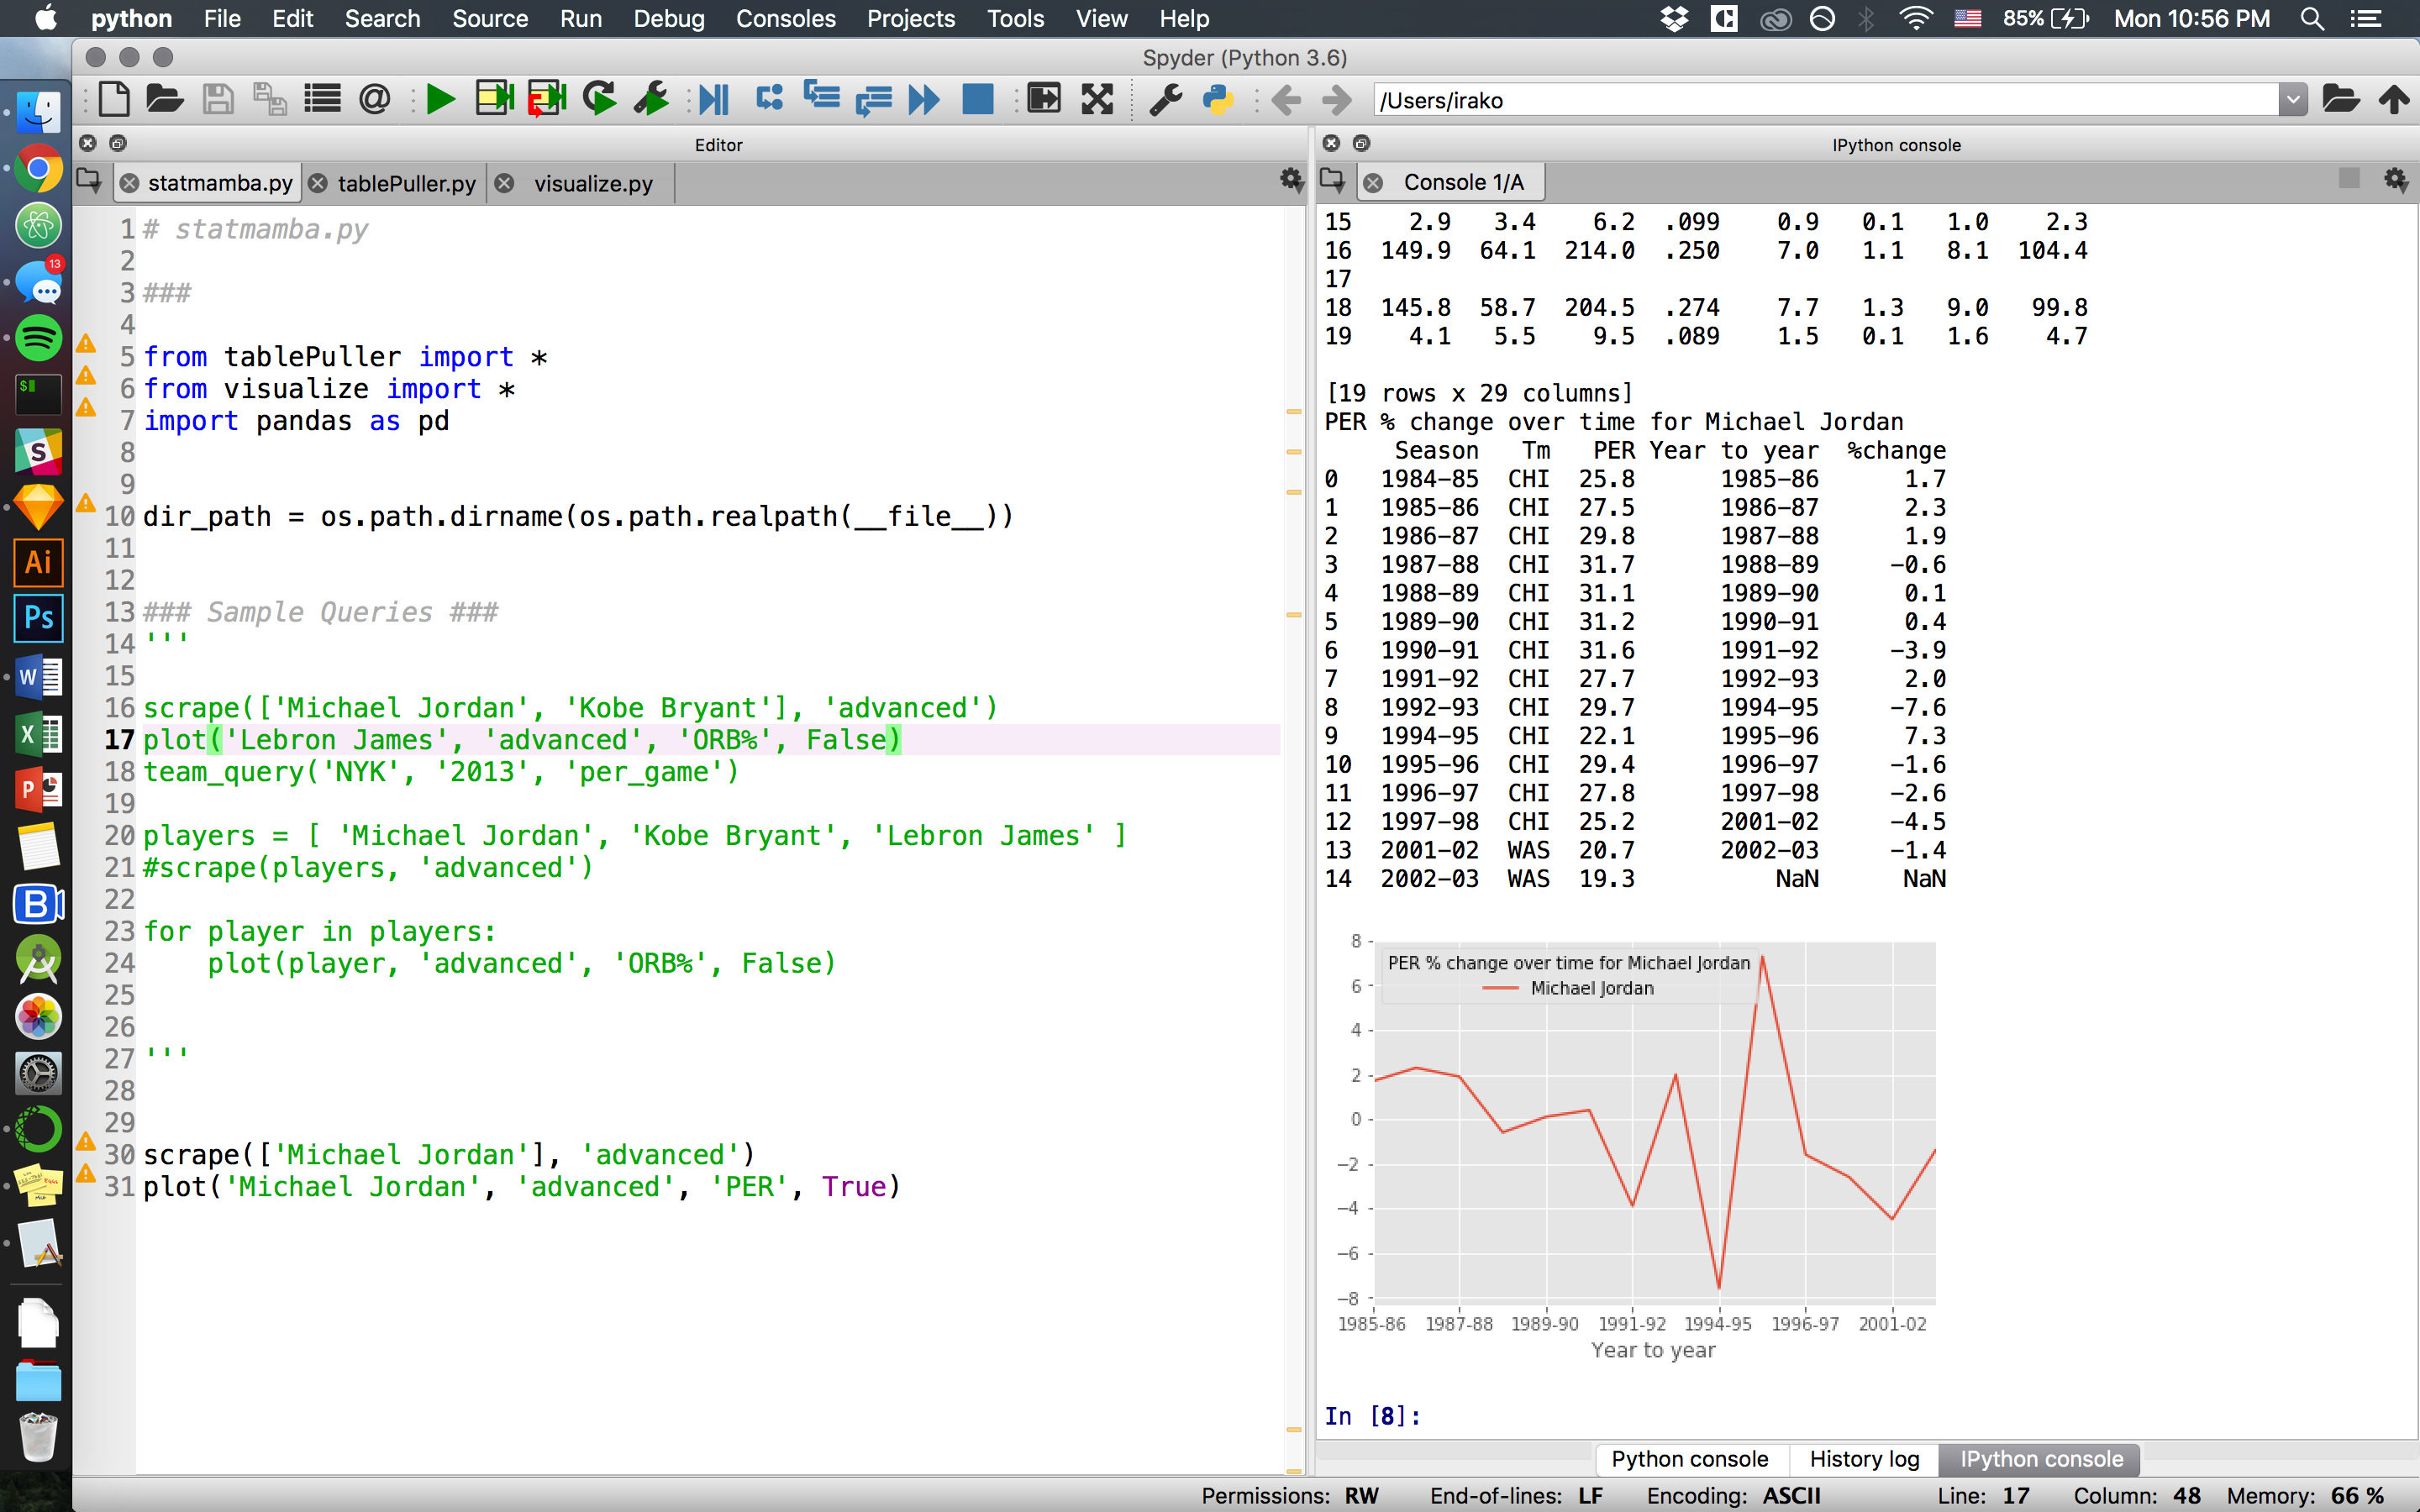 python File Edit Search Source Run Debug Consoles Projects Tools View Help 85% Mon 10:56 PM
Spyder (Python 3.6)
/Users/irako
Editor
statmamba.py tablePuller.py visualize.py
1 # statmamba.py
2
3 ###
4
5 from tablePuller import *
6 from visualize import *
7 import pandas as pd
8
9
10 dir_path = os.path.dirname(os.path.realpath(__file__))
11
12
13 ### Sample Queries ###
14 '''
15
16 scrape(['Michael Jordan', 'Kobe Bryant'], 'advanced')
17 plot('Lebron James', 'advanced', 'ORB%', False)
18 team_query('NYK', '2013', 'per_game')
19
20 players = [ 'Michael Jordan', 'Kobe Bryant', 'Lebron James' ]
21 #scrape(players, 'advanced')
22
23 for player in players:
24     plot(player, 'advanced', 'ORB%', False)
25
26
27 '''
28
29
30 scrape(['Michael Jordan'], 'advanced')
31 plot('Michael Jordan', 'advanced', 'PER', True)
IPython console
Console 1/A
15 2.9 3.4 6.2 .099 0.9 0.1 1.0 2.3
16 149.9 64.1 214.0 .250 7.0 1.1 8.1 104.4
17
18 145.8 58.7 204.5 .274 7.7 1.3 9.0 99.8
19 4.1 5.5 9.5 .089 1.5 0.1 1.6 4.7
[19 rows x 29 columns]
PER % change over time for Michael Jordan
Season Tm PER Year to year %change
0 1984-85 CHI 25.8 1985-86 1.7
1 1985-86 CHI 27.5 1986-87 2.3
2 1986-87 CHI 29.8 1987-88 1.9
3 1987-88 CHI 31.7 1988-89 -0.6
4 1988-89 CHI 31.1 1989-90 0.1
5 1989-90 CHI 31.2 1990-91 0.4
6 1990-91 CHI 31.6 1991-92 -3.9
7 1991-92 CHI 27.7 1992-93 2.0
8 1992-93 CHI 29.7 1994-95 -7.6
9 1994-95 CHI 22.1 1995-96 7.3
10 1995-96 CHI 29.4 1996-97 -1.6
11 1996-97 CHI 27.8 1997-98 -2.6
12 1997-98 CHI 25.2 2001-02 -4.5
13 2001-02 WAS 20.7 2002-03 -1.4
14 2002-03 WAS 19.3 NaN NaN
PER % change over time for Michael Jordan
Michael Jordan
8
6
4
2
0
-2
-4
-6
-8
1985-86 1987-88 1989-90 1991-92 1994-95 1996-97 2001-02
Year to year
In [8]:
Python console History log IPython console
Permissions: RW End-of-lines: LF Encoding: ASCII Line: 17 Column: 48 Memory: 66 %
13
$
S
Ai
Ps
W
X
P
B